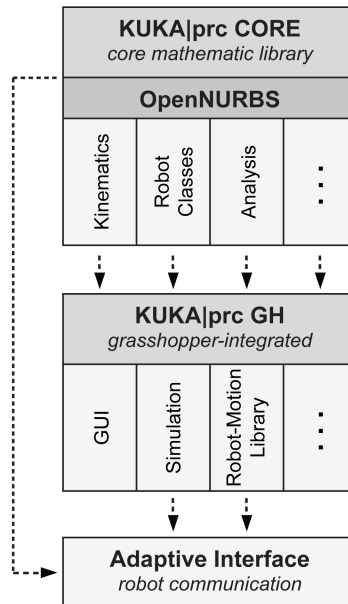 KUKA|prc CORE
core mathematic library
OpenNURBS
Kinematics
Robot
Classes
Analysis
...
KUKA|prc GH
grasshopper-integrated
GUI
Simulation
Robot-Motion
Library
...
Adaptive Interface
robot communication